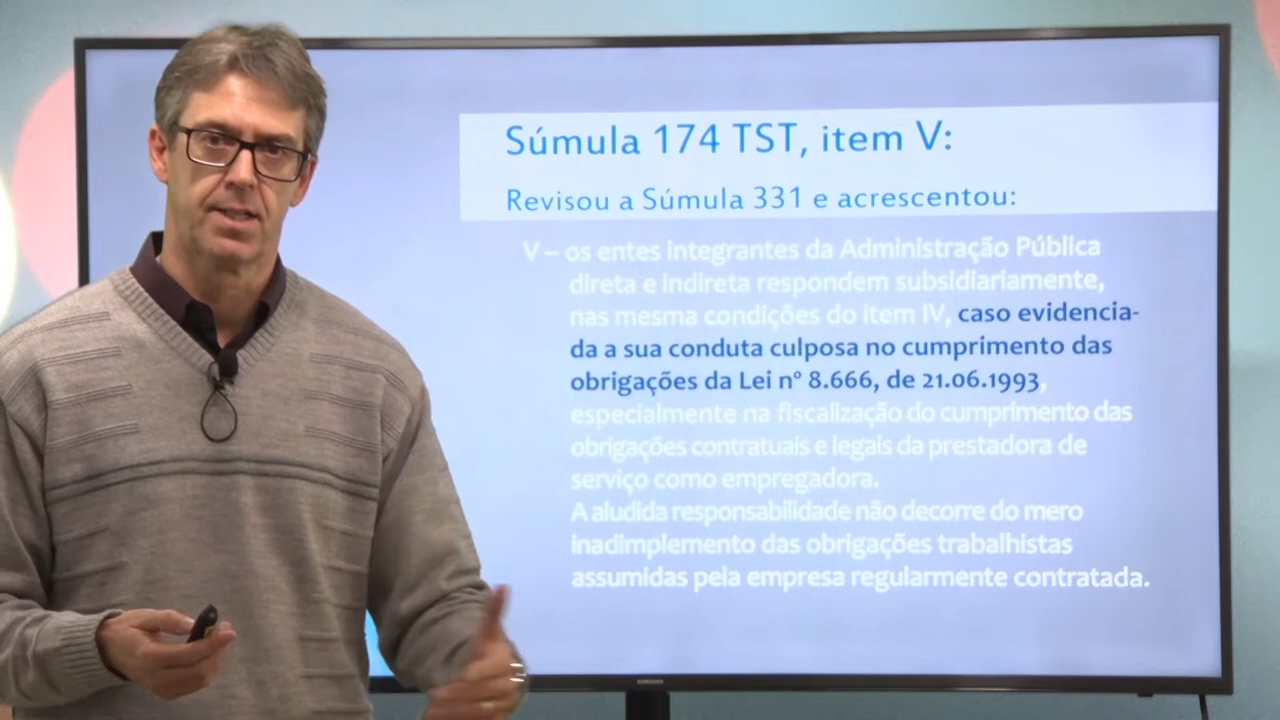 Súmula 174 TST, item V:
Revisou a Súmula 331 e acrescentou:
V – os entes integrantes da Administração Pública
direta e indireta respondem subsidiariamente,
nas mesma condições do item IV, caso evidencia-
da a sua conduta culposa no cumprimento das
obrigações da Lei n° 8.666, de 21.06.1993,
especialmente na fiscalização do cumprimento das
obrigações contratuais e legais da prestadora de
serviço como empregadora.
A aludida responsabilidade não decorre do mero
inadimplemento das obrigações trabalhistas
assumidas pela empresa regularmente contratada.
SAMSUNG